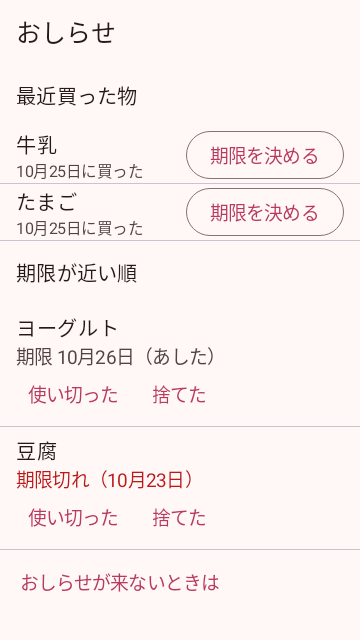 おしらせ
最近買った物
牛乳
10月25日に買った
期限を決める
たまご
10月25日に買った
期限を決める
期限が近い順
ヨーグルト
期限 10月26日（あした）
使い切った 捨てた
豆腐
期限切れ（10月23日）
使い切った 捨てた
おしらせが来ないときは